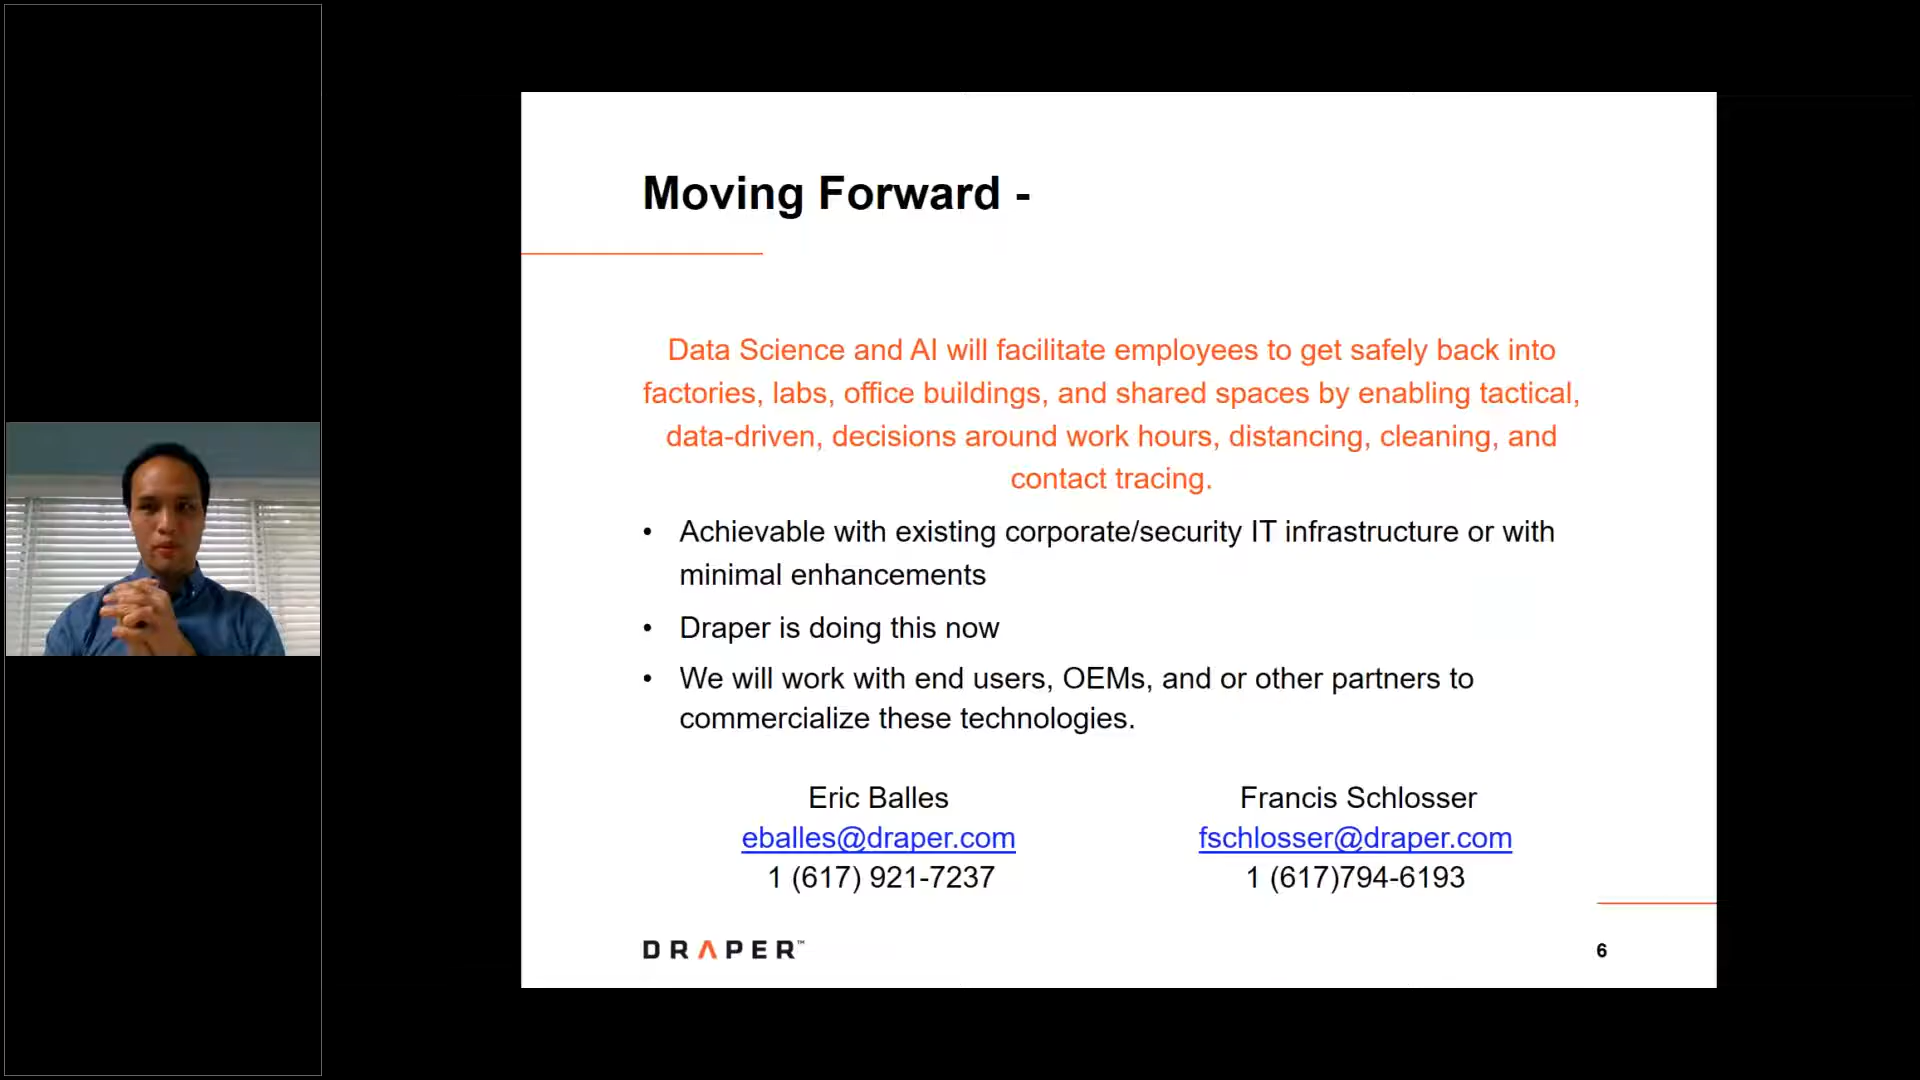 Moving Forward -
Data Science and AI will facilitate employees to get safely back into
factories, labs, office buildings, and shared spaces by enabling tactical,
data-driven, decisions around work hours, distancing, cleaning, and
contact tracing.
• Achievable with existing corporate/security IT infrastructure or with
minimal enhancements
• Draper is doing this now
• We will work with end users, OEMs, and or other partners to
commercialize these technologies.
Eric Balles
eballes@draper.com
1 (617) 921-7237
Francis Schlosser
fschlosser@draper.com
1 (617)794-6193
DRAPER™
6